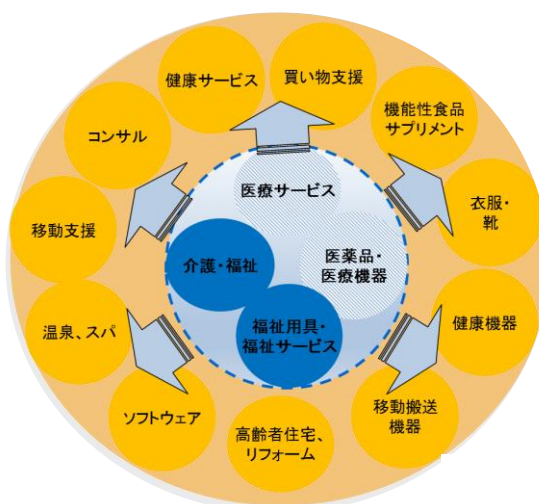 健康サービス
買い物支援
機能性食品
サプリメント
コンサル
衣服・
靴
移動支援
医療サービス
介護・福祉
医薬品・
医療機器
温泉、スパ
福祉用具・
福祉サービス
健康機器
ソフトウェア
高齢者住宅、
リフォーム
移動搬送
機器